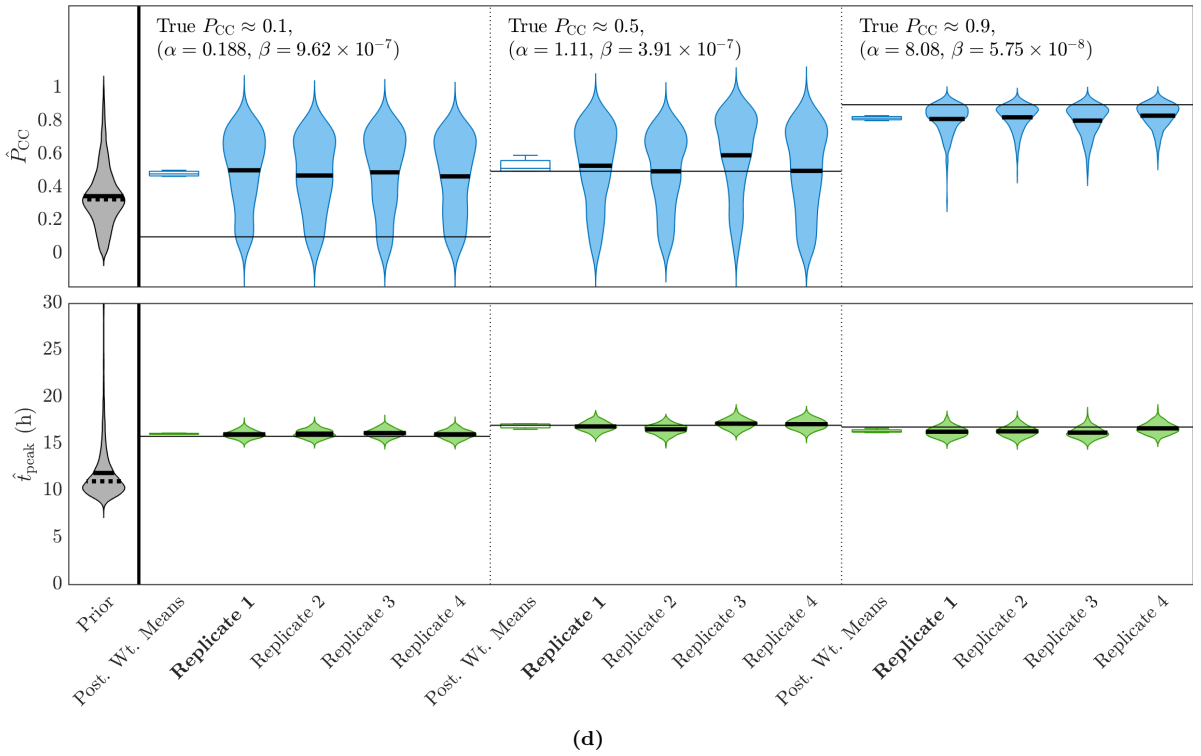 True P_CC ≈ 0.1,
(α = 0.188, β = 9.62 × 10⁻⁷)
True P_CC ≈ 0.5,
(α = 1.11, β = 3.91 × 10⁻⁷)
True P_CC ≈ 0.9,
(α = 8.08, β = 5.75 × 10⁻⁸)
1
0.8
0.6
0.4
0.2
0
P̂_CC
30
25
20
15
10
5
0
t̂_peak (h)
Prior
Post. Wt. Means
Replicate 1
Replicate 2
Replicate 3
Replicate 4
Post. Wt. Means
Replicate 1
Replicate 2
Replicate 3
Replicate 4
Post. Wt. Means
Replicate 1
Replicate 2
Replicate 3
Replicate 4
(d)